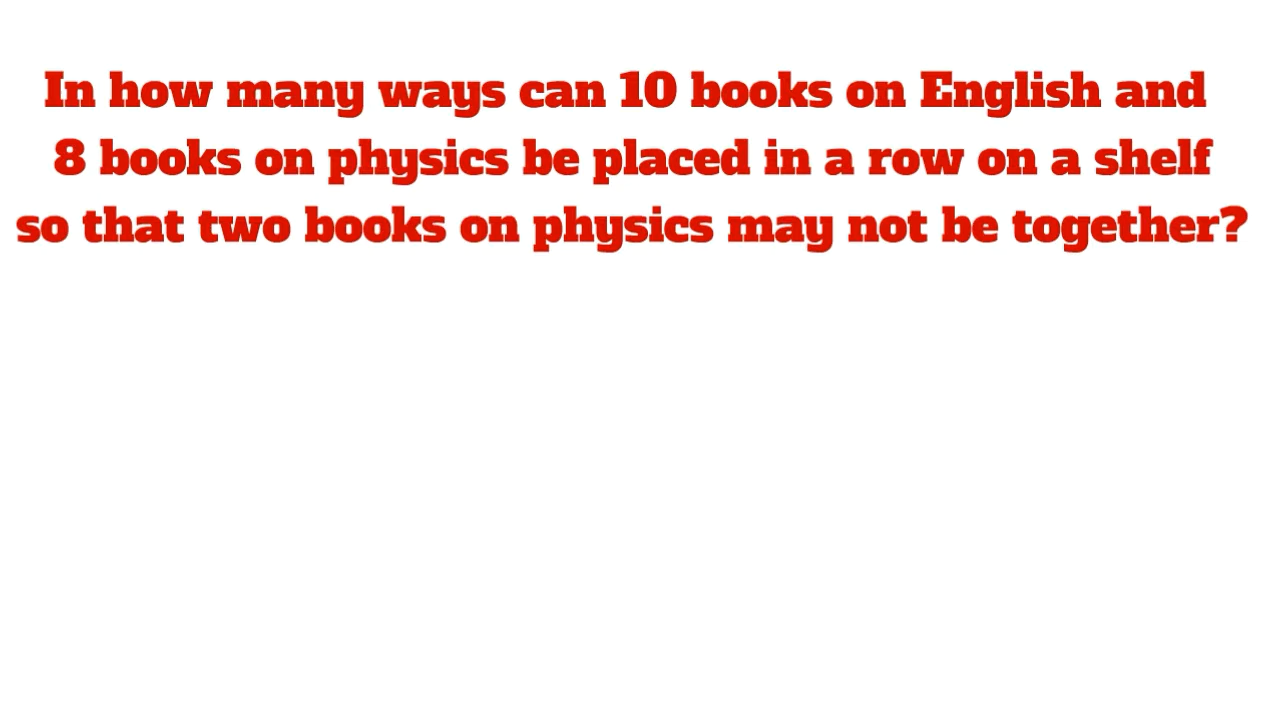 In how many ways can 10 books on English and
8 books on physics be placed in a row on a shelf
so that two books on physics may not be together?